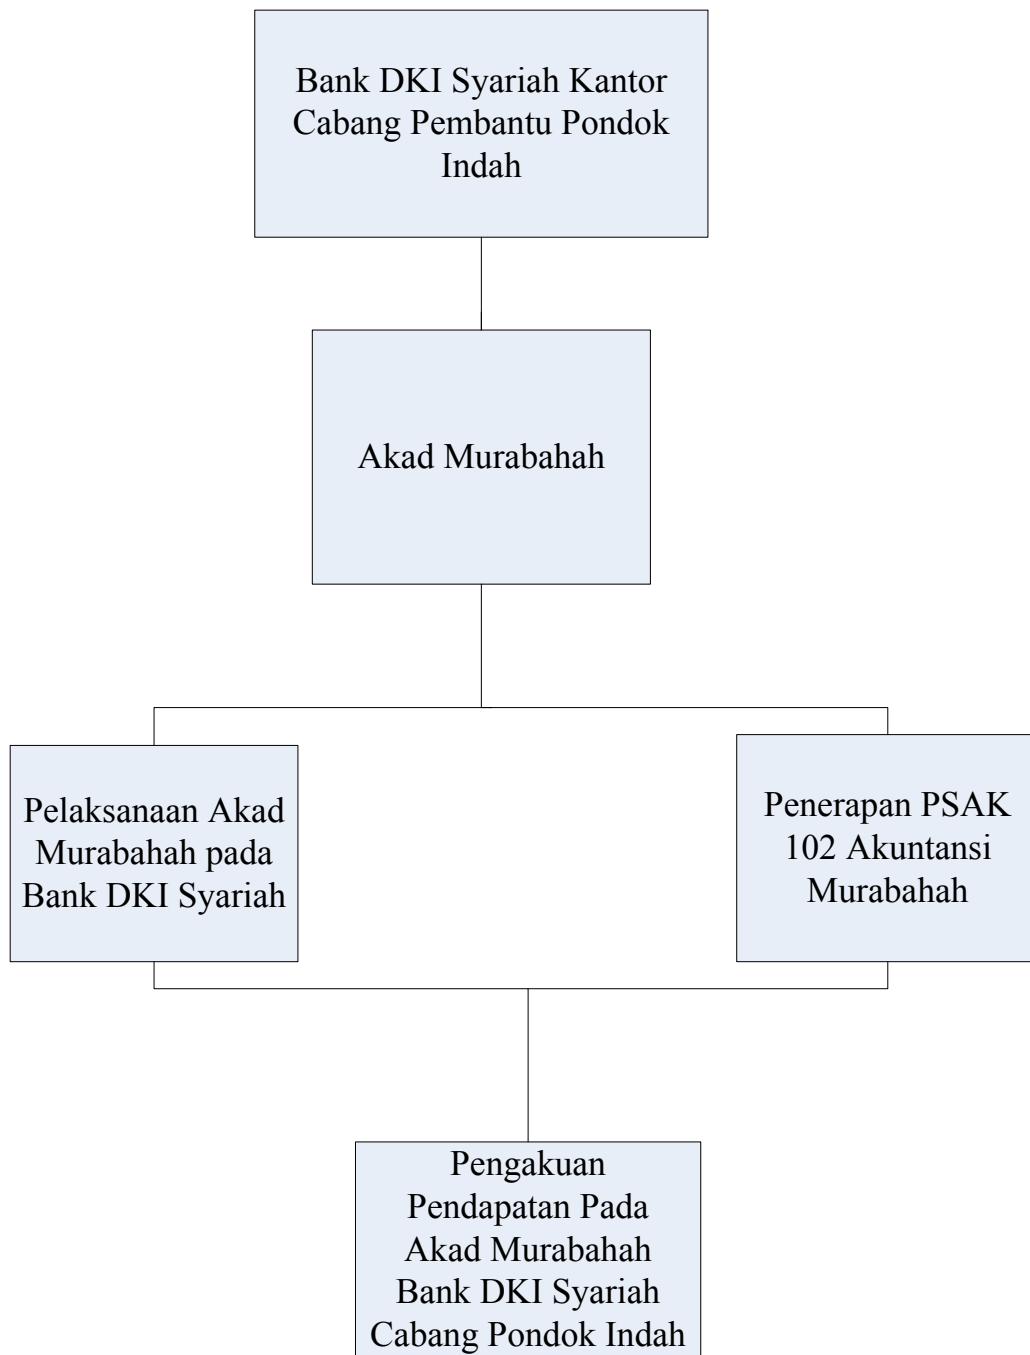 Bank DKI Syariah Kantor
Cabang Pembantu Pondok
Indah
Akad Murabahah
Pelaksanaan Akad
Murabahah pada
Bank DKI Syariah
Penerapan PSAK
102 Akuntansi
Murabahah
Pengakuan
Pendapatan Pada
Akad Murabahah
Bank DKI Syariah
Cabang Pondok Indah